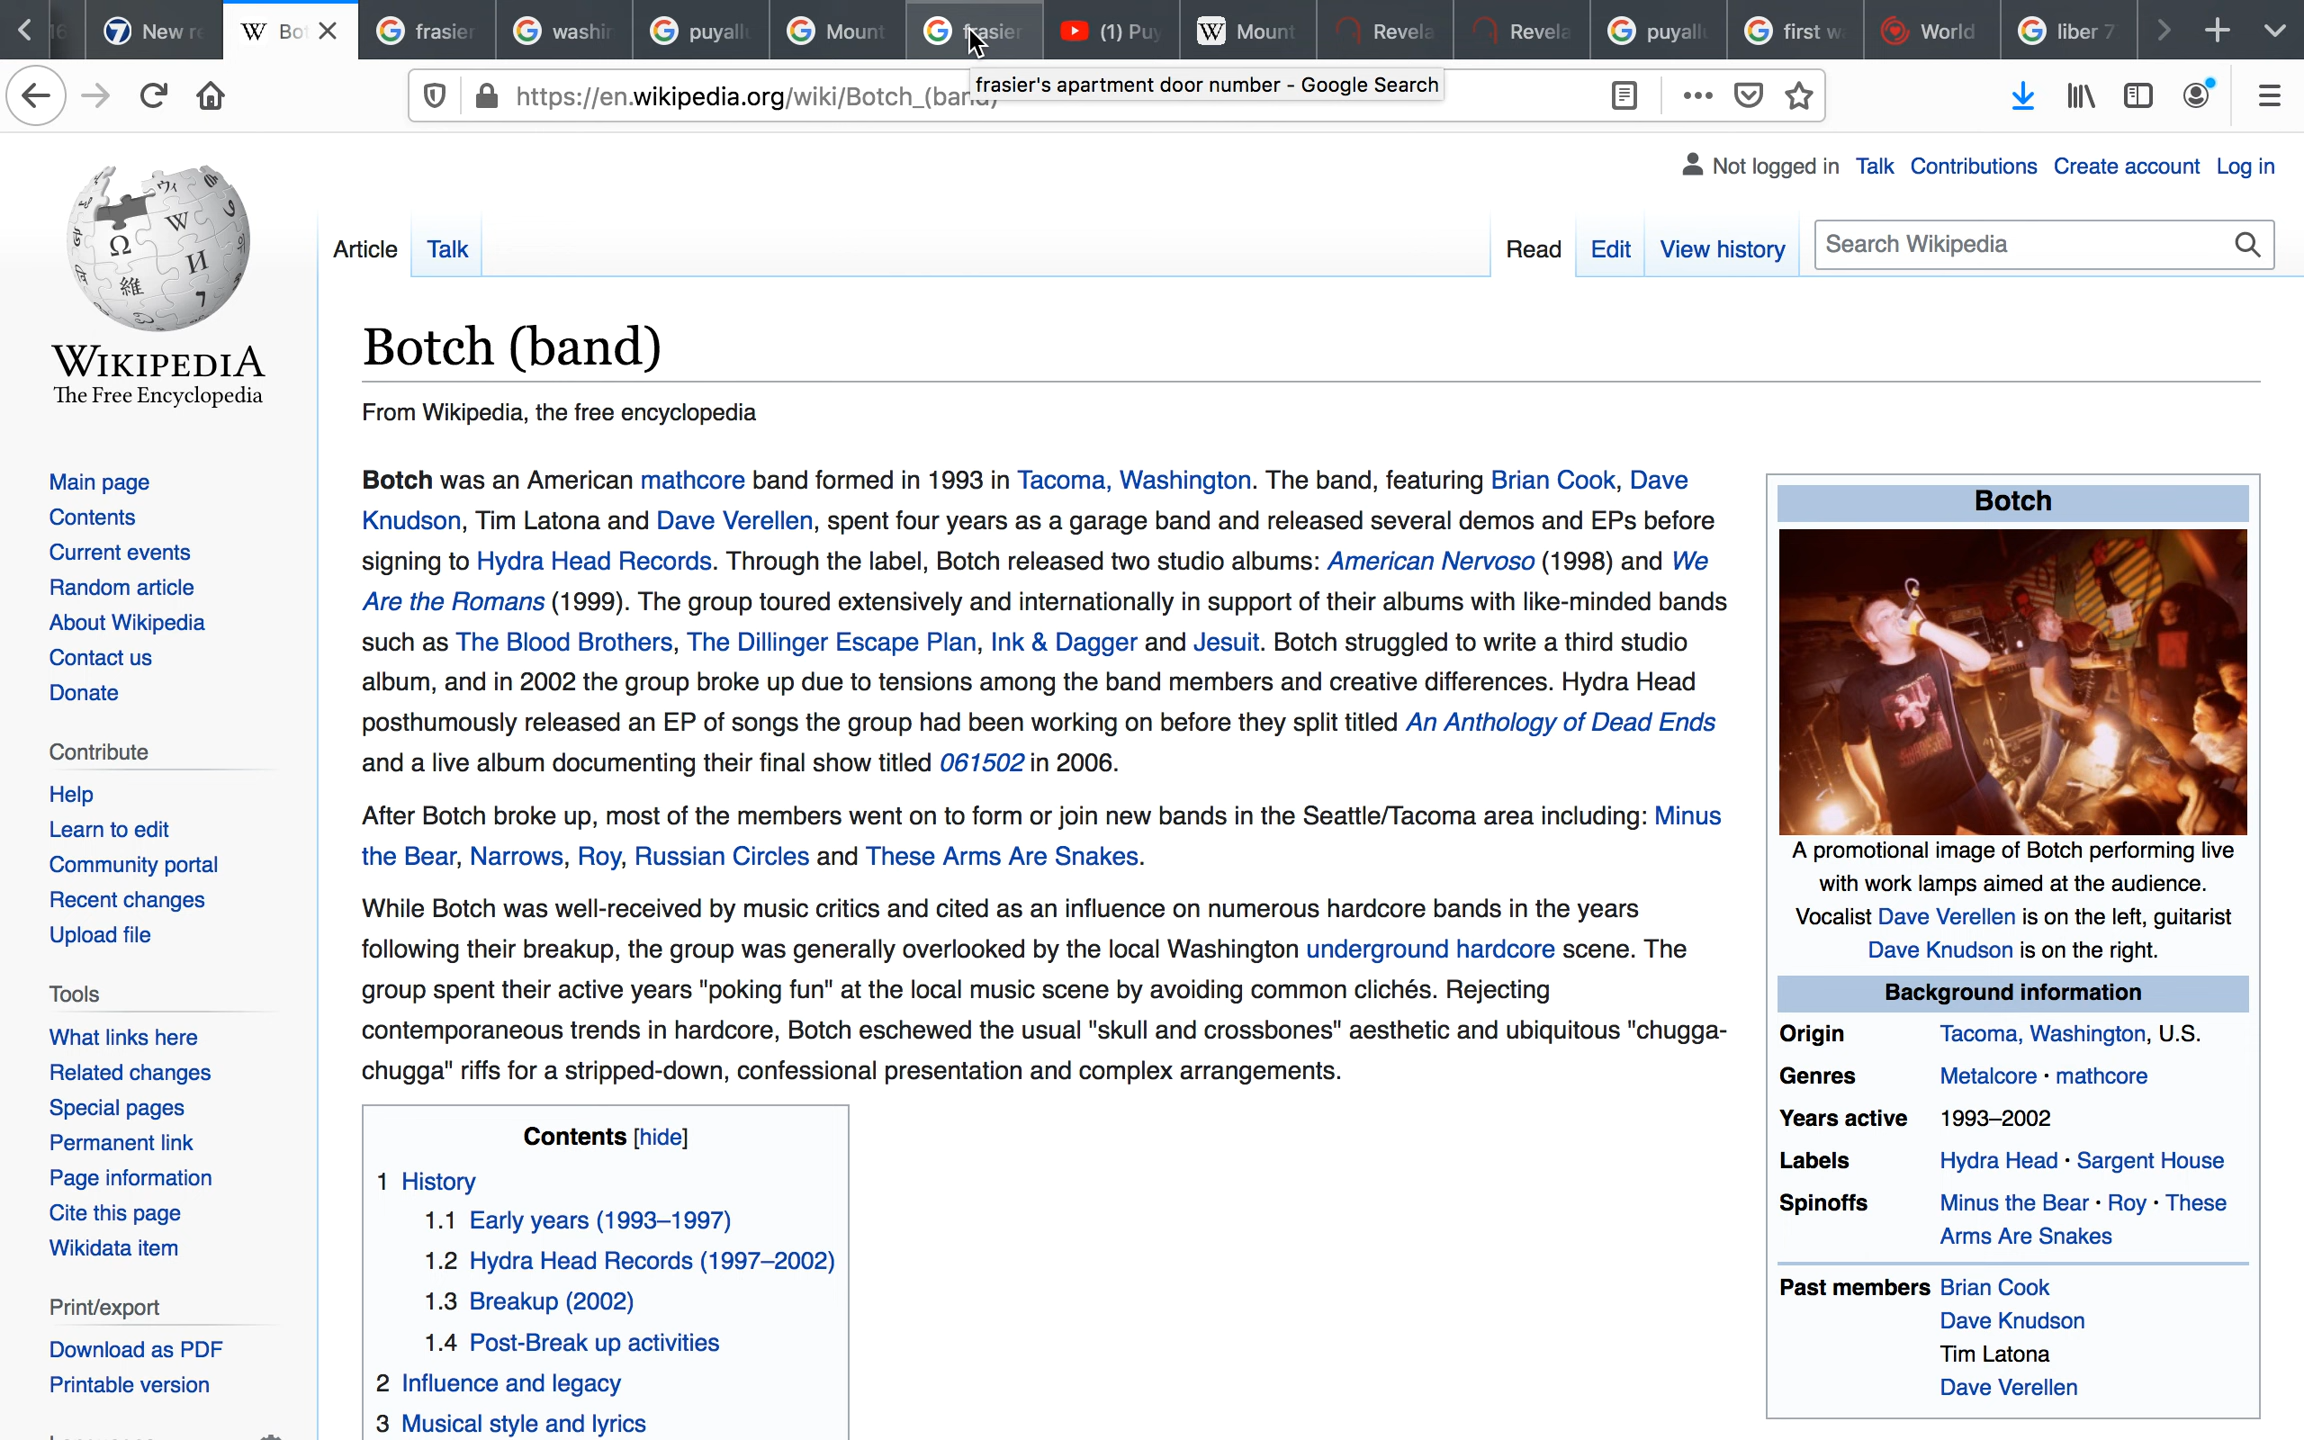 16
New re
Bot
frasier
washin
puyallu
Mount
frasier
(1) Puy
Mount
Revela
Revela
puyallu
first wa
World
liber 7
https://en.wikipedia.org/wiki/Botch_(band)
frasier's apartment door number - Google Search
Not logged in Talk Contributions Create account Log in
Article Talk Read Edit View history Search Wikipedia
WIKIPEDIA
The Free Encyclopedia
Main page
Contents
Current events
Random article
About Wikipedia
Contact us
Donate
Contribute
Help
Learn to edit
Community portal
Recent changes
Upload file
Tools
What links here
Related changes
Special pages
Permanent link
Page information
Cite this page
Wikidata item
Print/export
Download as PDF
Printable version
Botch (band)
From Wikipedia, the free encyclopedia
Botch was an American mathcore band formed in 1993 in Tacoma, Washington. The band, featuring Brian Cook, Dave
Knudson, Tim Latona and Dave Verellen, spent four years as a garage band and released several demos and EPs before
signing to Hydra Head Records. Through the label, Botch released two studio albums: American Nervoso (1998) and We
Are the Romans (1999). The group toured extensively and internationally in support of their albums with like-minded bands
such as The Blood Brothers, The Dillinger Escape Plan, Ink & Dagger and Jesuit. Botch struggled to write a third studio
album, and in 2002 the group broke up due to tensions among the band members and creative differences. Hydra Head
posthumously released an EP of songs the group had been working on before they split titled An Anthology of Dead Ends
and a live album documenting their final show titled 061502 in 2006.
After Botch broke up, most of the members went on to form or join new bands in the Seattle/Tacoma area including: Minus
the Bear, Narrows, Roy, Russian Circles and These Arms Are Snakes.
While Botch was well-received by music critics and cited as an influence on numerous hardcore bands in the years
following their breakup, the group was generally overlooked by the local Washington underground hardcore scene. The
group spent their active years "poking fun" at the local music scene by avoiding common clichés. Rejecting
contemporaneous trends in hardcore, Botch eschewed the usual "skull and crossbones" aesthetic and ubiquitous "chugga-
chugga" riffs for a stripped-down, confessional presentation and complex arrangements.
Contents [hide]
1 History
1.1 Early years (1993–1997)
1.2 Hydra Head Records (1997–2002)
1.3 Breakup (2002)
1.4 Post-Break up activities
2 Influence and legacy
3 Musical style and lyrics
Botch
A promotional image of Botch performing live
with work lamps aimed at the audience.
Vocalist Dave Verellen is on the left, guitarist
Dave Knudson is on the right.
Background information
Origin Tacoma, Washington, U.S.
Genres Metalcore · mathcore
Years active 1993–2002
Labels Hydra Head · Sargent House
Spinoffs Minus the Bear · Roy · These
Arms Are Snakes
Past members Brian Cook
Dave Knudson
Tim Latona
Dave Verellen